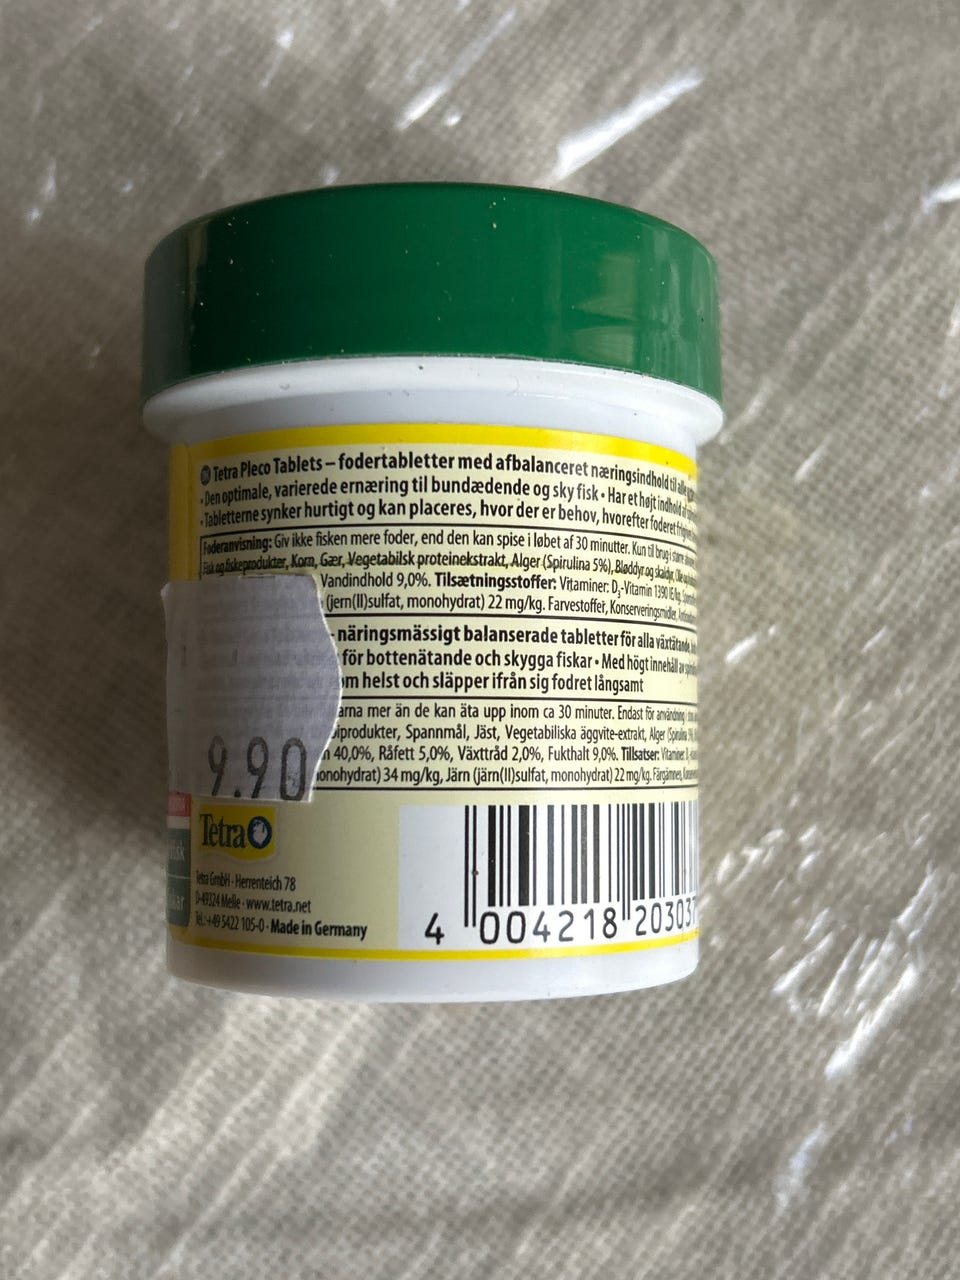 Tetra Pleco Tablets – fodertabletter med afbalanceret næringsindhold til alle
• Den optimale, varierede ernæring til bundædende og sky fisk • Har et højt indhold af
• Tabletterne synker hurtigt og kan placeres, hvor der er behov, hvorefter foderet frigives
Foderanvisning: Giv ikke fisken mere foder, end den kan spise i løbet af 30 minutter. Kun til brug i større
Fisk og fiskeprodukter, Korn, Gær, Vegetabilsk proteinekstrakt, Alger (Spirulina 5%), Bløddyr og skaldyr,
Vandindhold 9,0%. Tilsætningsstoffer: Vitaminer: D3-Vitamin 1390 IE/kg.
(jern(II)sulfat, monohydrat) 22 mg/kg. Farvestoffer, Konserveringsmidler,
näringsmässigt balanserade tabletter för alla växtätande,
för bottenätande och skygga fiskar • Med högt innehåll av
om helst och släpper ifrån sig fodret långsamt
arna mer än de kan äta upp inom ca 30 minuter. Endast för användning i
biprodukter, Spannmål, Jäst, Vegetabiliska äggvite-extrakt, Alger (Spirulina
n 40,0%, Råfett 5,0%, Växttråd 2,0%, Fukthalt 9,0%. Tillsatser: Vitaminer:
onohydrat) 34 mg/kg, Järn (järn(II)sulfat, monohydrat) 22 mg/kg. Färgämnen,
9.90
Tetra
Tetra GmbH · Herrenteich 78
D-49324 Melle · www.tetra.net
Tel.: +49 5422 105-0 · Made in Germany
4 004218 203037